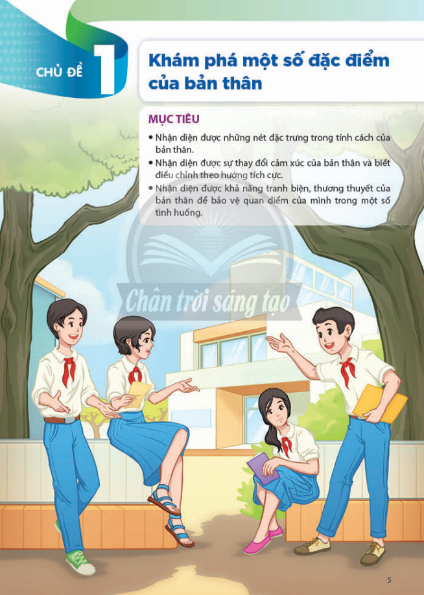 CHỦ ĐỀ
1
Khám phá một số đặc điểm
của bản thân
MỤC TIÊU
• Nhận diện được những nét đặc trưng trong tính cách của
bản thân.
• Nhận diện được sự thay đổi cảm xúc của bản thân và biết
điều chỉnh theo hướng tích cực.
• Nhận diện được khả năng tranh biện, thương thuyết của
bản thân để bảo vệ quan điểm của mình trong một số
tình huống.
Chân trời sáng tạo
5